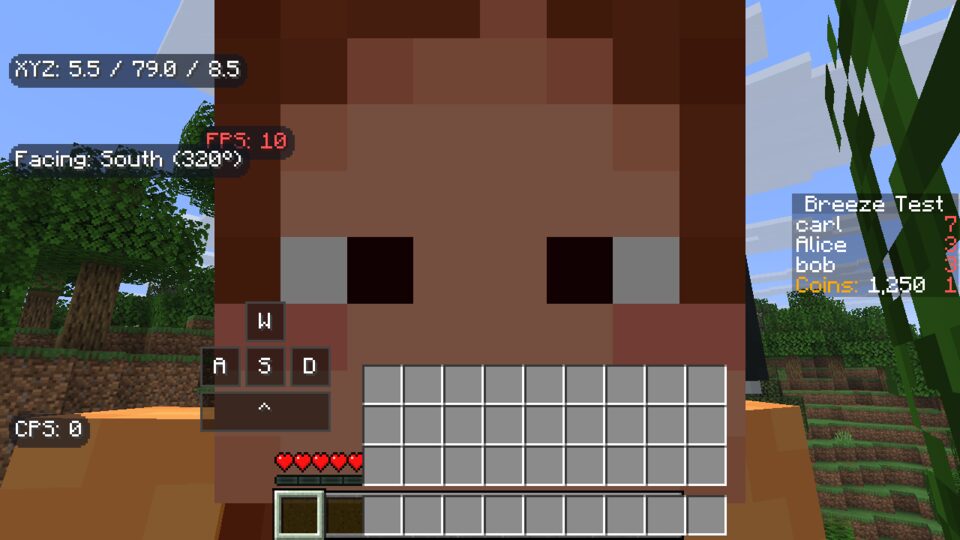 XYZ: 5.5 / 79.0 / 8.5
FPS: 10
Facing: South (320°)
Breeze Test
carl 7
Alice
bob 3
Coins: 1,250 1
W
A S D
^
CPS: 0